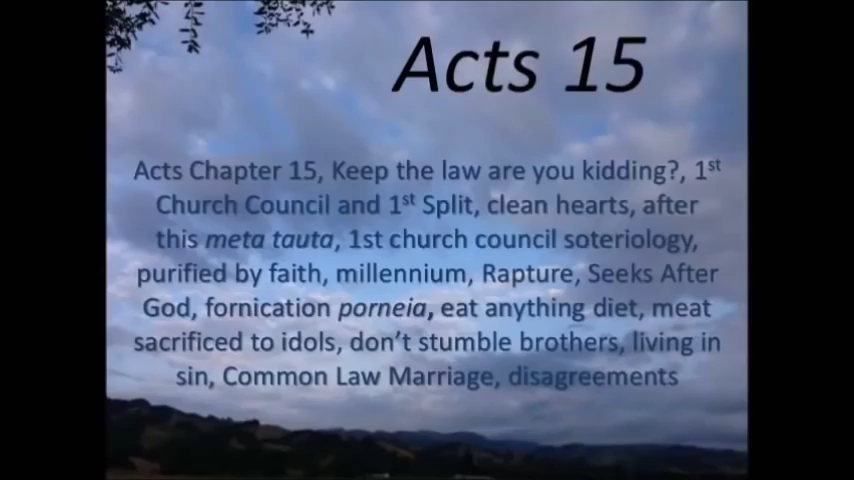 Acts 15
Acts Chapter 15, Keep the law are you kidding?, 1st
Church Council and 1st Split, clean hearts, after
this meta tauta, 1st church council soteriology,
purified by faith, millennium, Rapture, Seeks After
God, fornication porneia, eat anything diet, meat
sacrificed to idols, don’t stumble brothers, living in
sin, Common Law Marriage, disagreements